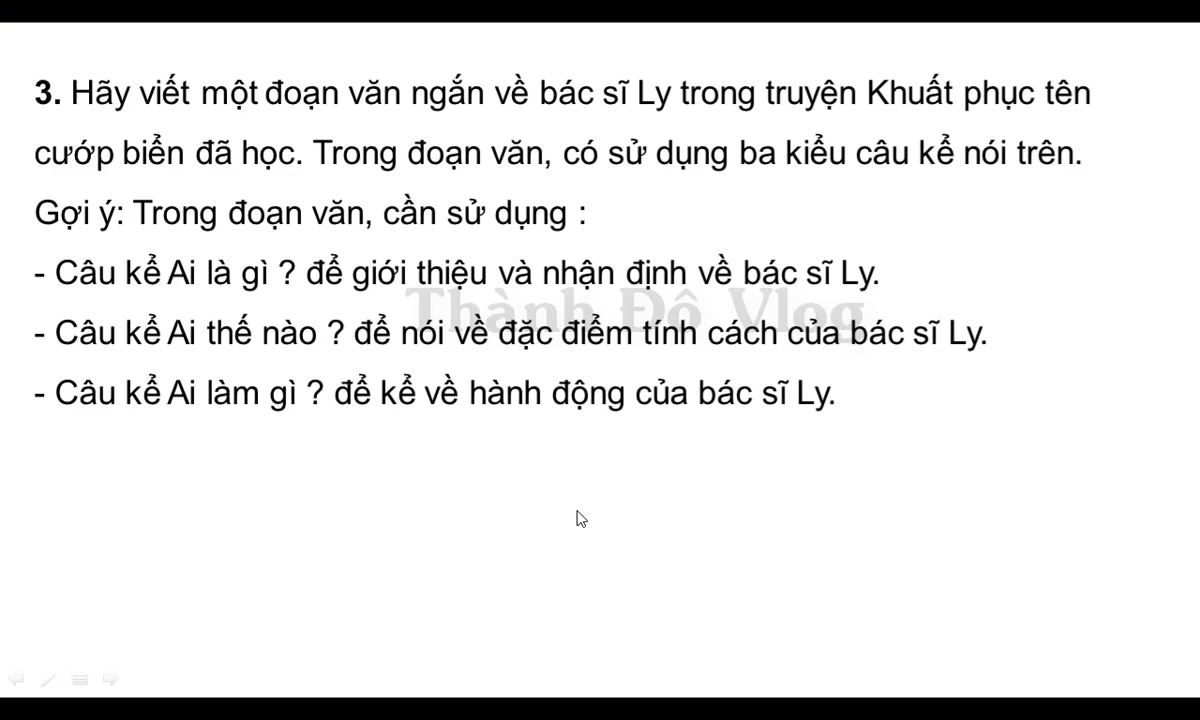 3. Hãy viết một đoạn văn ngắn về bác sĩ Ly trong truyện Khuất phục tên
cướp biển đã học. Trong đoạn văn, có sử dụng ba kiểu câu kể nói trên.
Gợi ý: Trong đoạn văn, cần sử dụng :
- Câu kể Ai là gì ? để giới thiệu và nhận định về bác sĩ Ly.
Thành Đô Vlog
- Câu kể Ai thế nào ? để nói về đặc điểm tính cách của bác sĩ Ly.
- Câu kể Ai làm gì ? để kể về hành động của bác sĩ Ly.